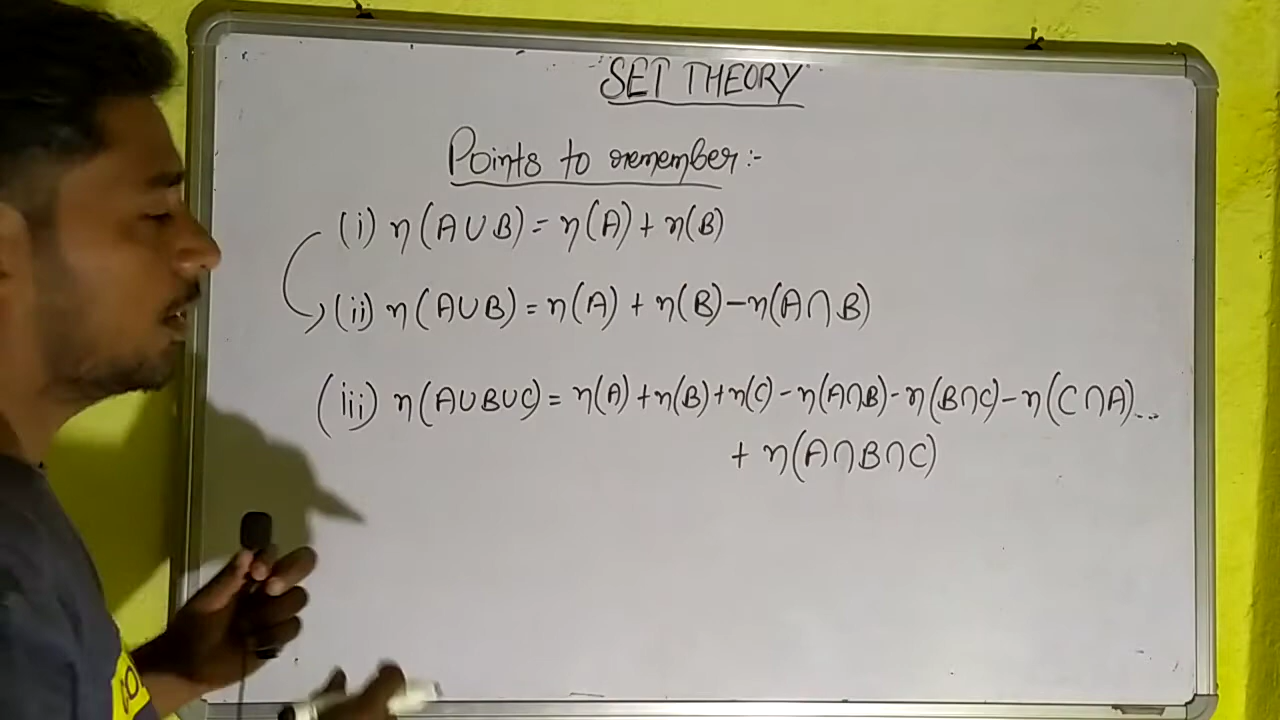 SET THEORY
Points to remember :-
(i) η(A∪B) = η(A) + η(B)
(ii) η(A∪B) = η(A) + η(B) – η(A∩B)
(iii) η(A∪B∪C) = η(A) + η(B) + η(C) – η(A∩B) - η(B∩C) – η(C∩A)...
+ η(A∩B∩C)